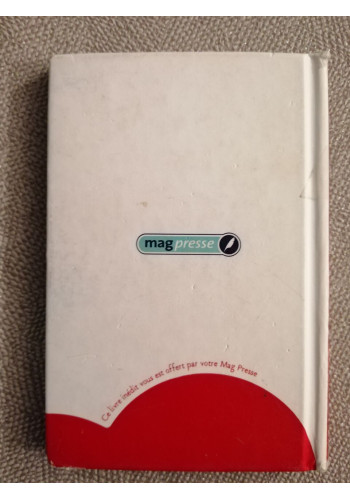 mag presse
Ce livre inédit vous est offert par votre Mag Presse